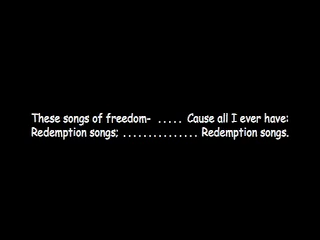 These songs of freedom- ..... Cause all I ever have:
Redemption songs; ............... Redemption songs.